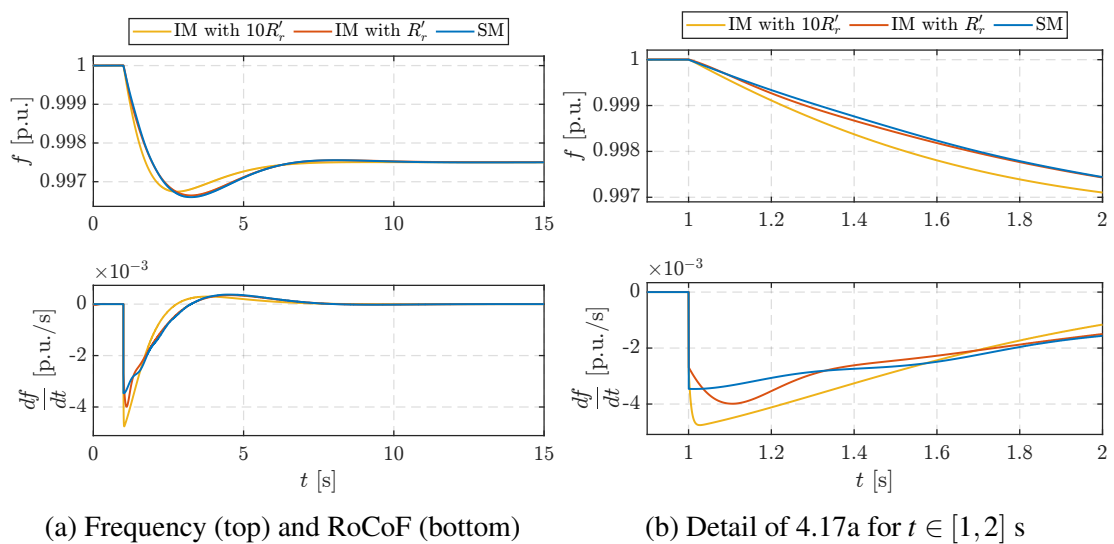 IM with 10R'ᵣ IM with R'ᵣ SM
1
0.999
0.998
0.997
f [p.u.]
0 5 10 15
×10⁻³
0
-2
-4
df/dt [p.u./s]
0 5 10 15
t [s]
(a) Frequency (top) and RoCoF (bottom)
IM with 10R'ᵣ IM with R'ᵣ SM
1
0.999
0.998
0.997
f [p.u.]
1 1.2 1.4 1.6 1.8 2
×10⁻³
0
-2
-4
df/dt [p.u./s]
1 1.2 1.4 1.6 1.8 2
t [s]
(b) Detail of 4.17a for t ∈ [1,2] s